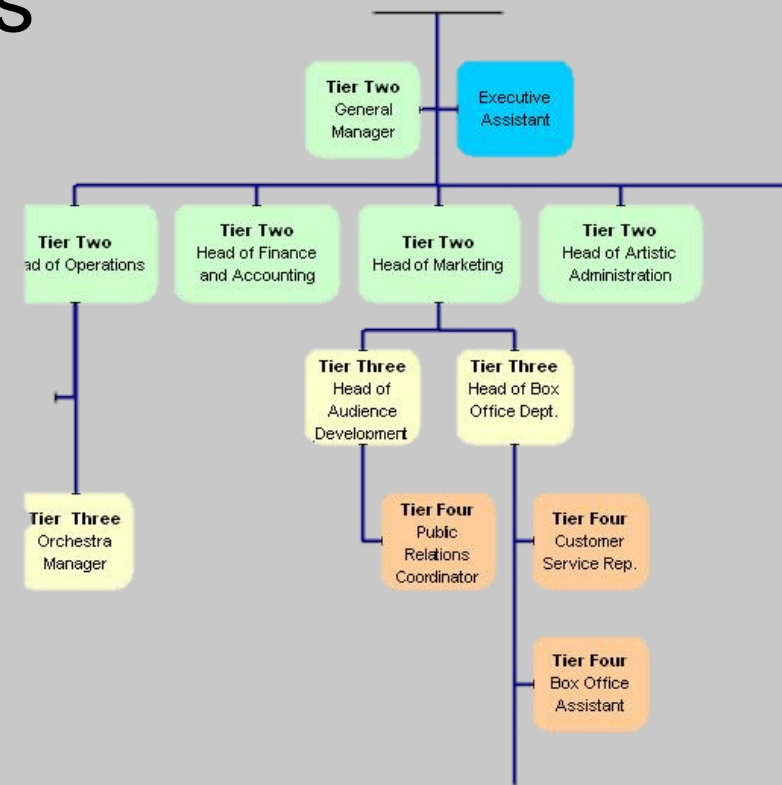 s
Tier Two
General
Manager
Executive
Assistant
Tier Two
ad of Operations
Tier Two
Head of Finance
and Accounting
Tier Two
Head of Marketing
Tier Two
Head of Artistic
Administration
Tier Three
Head of
Audience
Development
Tier Three
Head of Box
Office Dept.
Tier Three
Orchestra
Manager
Tier Four
Public
Relations
Coordinator
Tier Four
Customer
Service Rep.
Tier Four
Box Office
Assistant